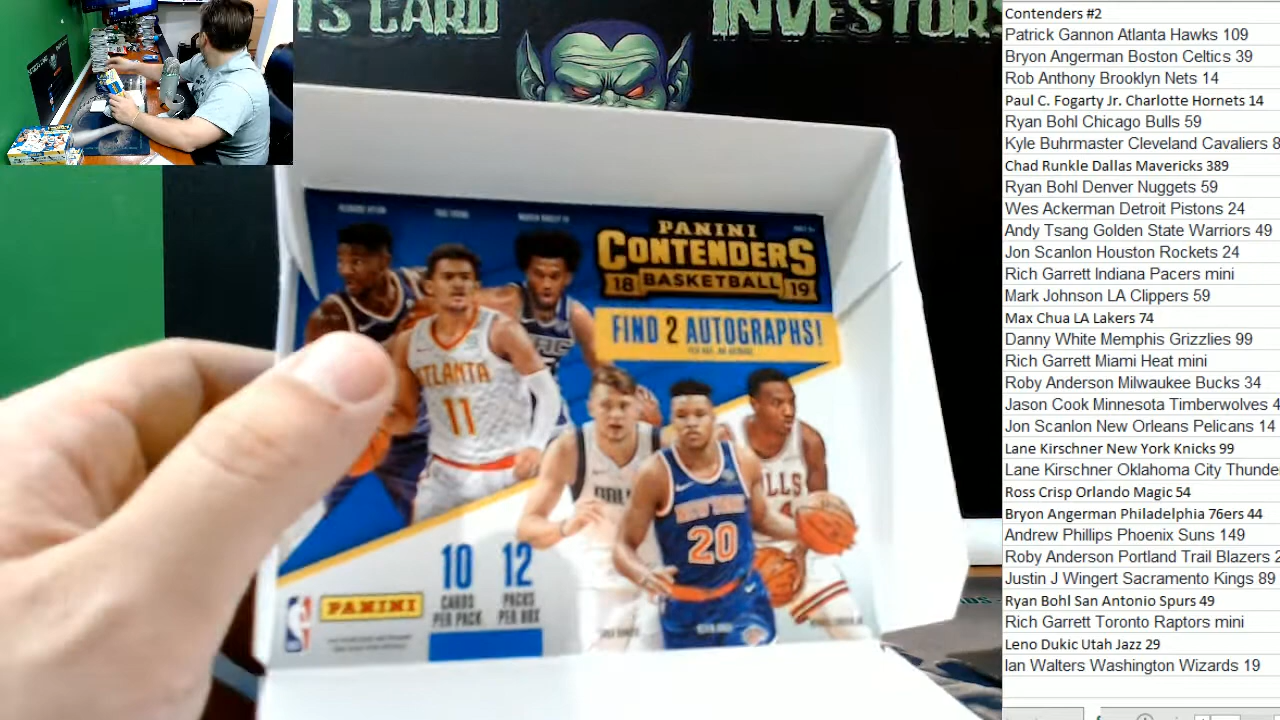 TS CARD INVESTORS
PANINI
CONTENDERS
18 BASKETBALL 19
FIND 2 AUTOGRAPHS!
ATLANTA
11
NEW YORK
20
10
CARDS
PER PACK
12
PACKS
PER BOX
PANINI
Contenders #2
Patrick Gannon Atlanta Hawks 109
Bryon Angerman Boston Celtics 39
Rob Anthony Brooklyn Nets 14
Paul C. Fogarty Jr. Charlotte Hornets 14
Ryan Bohl Chicago Bulls 59
Kyle Buhrmaster Cleveland Cavaliers 8
Chad Runkle Dallas Mavericks 389
Ryan Bohl Denver Nuggets 59
Wes Ackerman Detroit Pistons 24
Andy Tsang Golden State Warriors 49
Jon Scanlon Houston Rockets 24
Rich Garrett Indiana Pacers mini
Mark Johnson LA Clippers 59
Max Chua LA Lakers 74
Danny White Memphis Grizzlies 99
Rich Garrett Miami Heat mini
Roby Anderson Milwaukee Bucks 34
Jason Cook Minnesota Timberwolves 4
Jon Scanlon New Orleans Pelicans 14
Lane Kirschner New York Knicks 99
Lane Kirschner Oklahoma City Thunde
Ross Crisp Orlando Magic 54
Bryon Angerman Philadelphia 76ers 44
Andrew Phillips Phoenix Suns 149
Roby Anderson Portland Trail Blazers 2
Justin J Wingert Sacramento Kings 89
Ryan Bohl San Antonio Spurs 49
Rich Garrett Toronto Raptors mini
Leno Dukic Utah Jazz 29
Ian Walters Washington Wizards 19